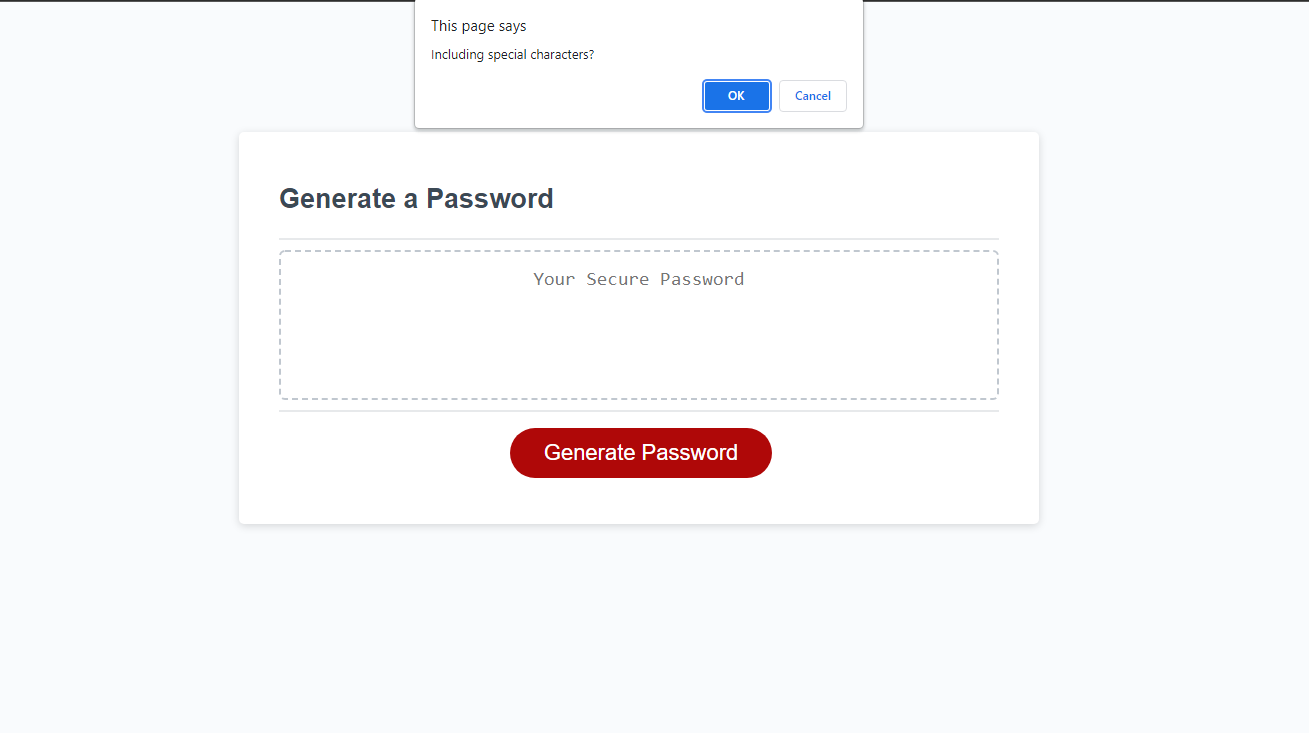 This page says
Including special characters?
OK Cancel
Generate a Password
Your Secure Password
Generate Password